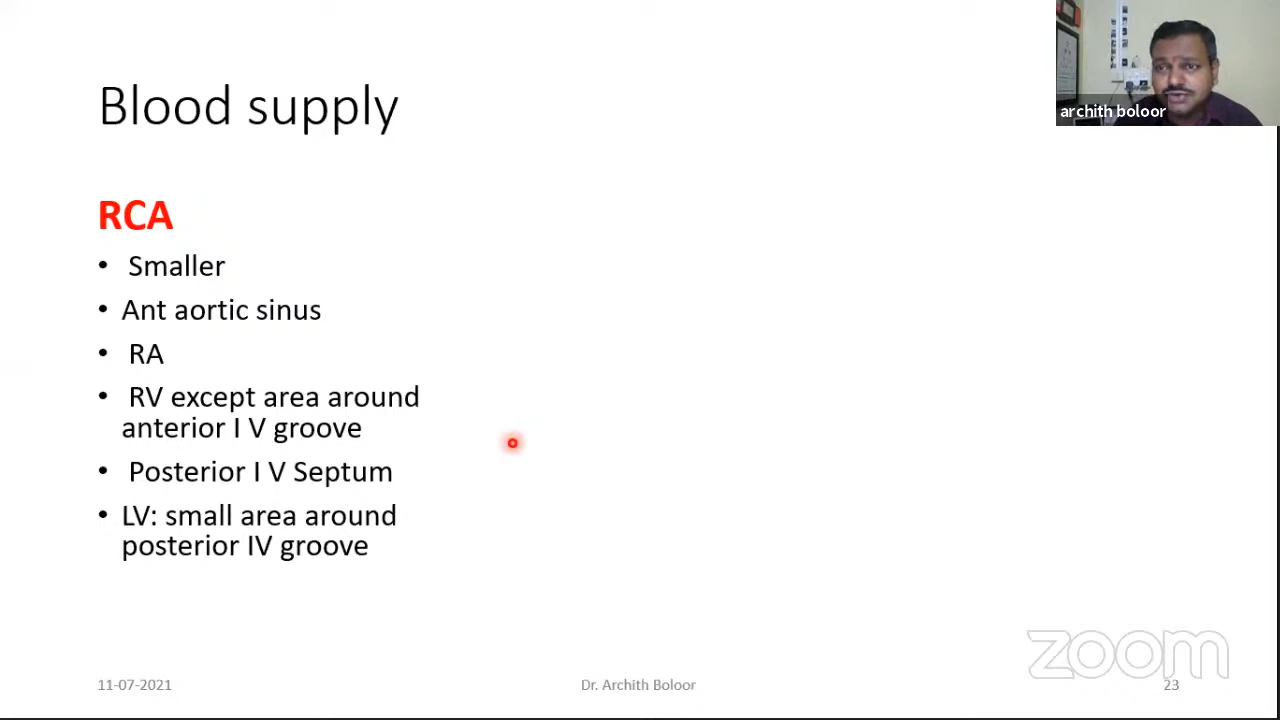 archith boloor
Blood supply
RCA
• Smaller
• Ant aortic sinus
• RA
• RV except area around
anterior I V groove
• Posterior I V Septum
• LV: small area around
posterior IV groove
zoom
11-07-2021
Dr. Archith Boloor
23